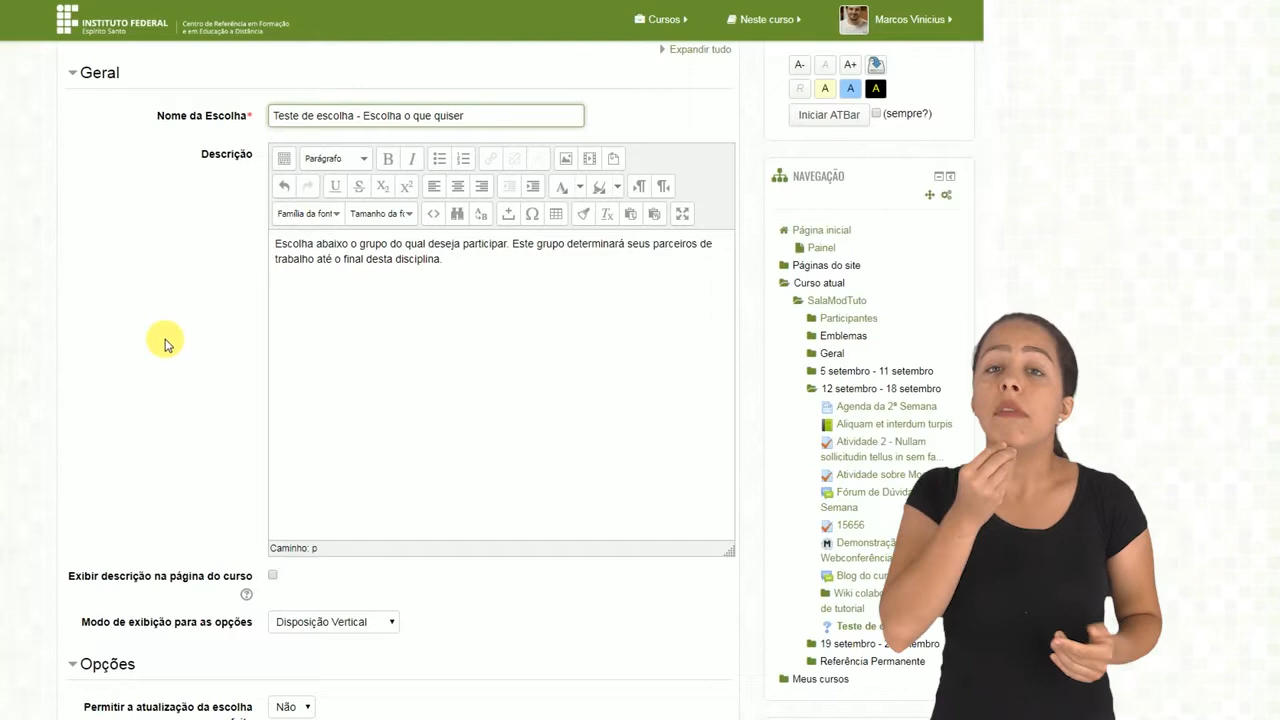 INSTITUTO FEDERAL
Espírito Santo
Centro de Referência em Formação
e em Educação a Distância
Cursos
Neste curso
Marcos Vinicius
Expandir tudo
Geral
Nome da Escolha*
Teste de escolha - Escolha o que quiser
Descrição
Parágrafo
B I
U S X2 X2
A
Família da font
Tamanho da fo
Escolha abaixo o grupo do qual deseja participar. Este grupo determinará seus parceiros de
trabalho até o final desta disciplina.
Caminho: p
Exibir descrição na página do curso
Modo de exibição para as opções
Disposição Vertical
Opções
Permitir a atualização da escolha
Não
A- A A+
R A A A
Iniciar ATBar
(sempre?)
NAVEGAÇÃO
Página inicial
Painel
Páginas do site
Curso atual
SalaModTuto
Participantes
Emblemas
Geral
5 setembro - 11 setembro
12 setembro - 18 setembro
Agenda da 2ª Semana
Aliquam et interdum turpis
Atividade 2 - Nullam
sollicitudin tellus in sem fa...
Atividade sobre Mo
Fórum de Dúvida
Semana
15656
Demonstraçã
Webconferência
Blog do cur
Wiki colab
de tutorial
Teste de
19 setembro - 2
Referência Permanente
Meus cursos